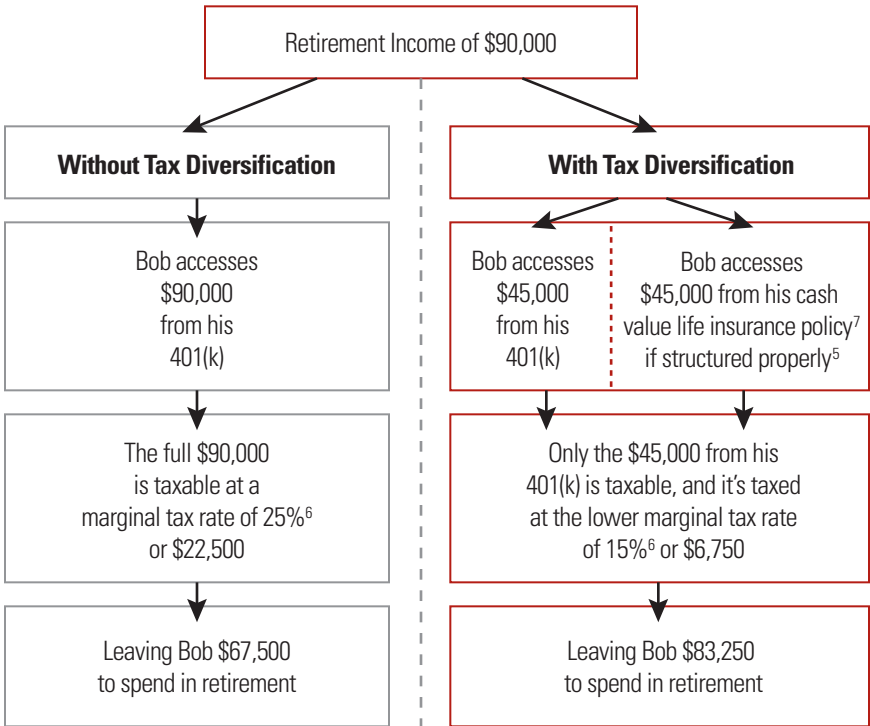 Retirement Income of $90,000
Without Tax Diversification
Bob accesses
$90,000
from his
401(k)
The full $90,000
is taxable at a
marginal tax rate of 25%⁶
or $22,500
Leaving Bob $67,500
to spend in retirement
With Tax Diversification
Bob accesses
$45,000
from his
401(k)
Bob accesses
$45,000 from his cash
value life insurance policy⁷
if structured properly⁵
Only the $45,000 from his
401(k) is taxable, and it's taxed
at the lower marginal tax rate
of 15%⁶ or $6,750
Leaving Bob $83,250
to spend in retirement